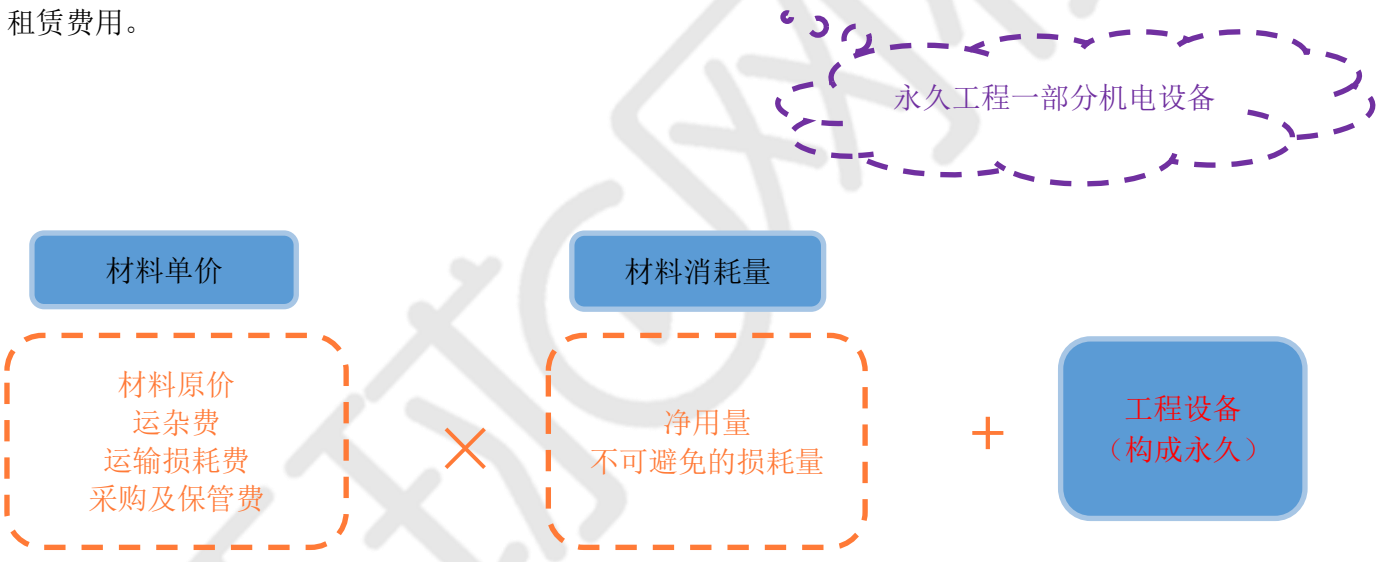 租赁费用。
永久工程一部分机电设备
材料单价
材料消耗量
材料原价
运杂费
运输损耗费
采购及保管费
×
净用量
不可避免的损耗量
+
工程设备
（构成永久）